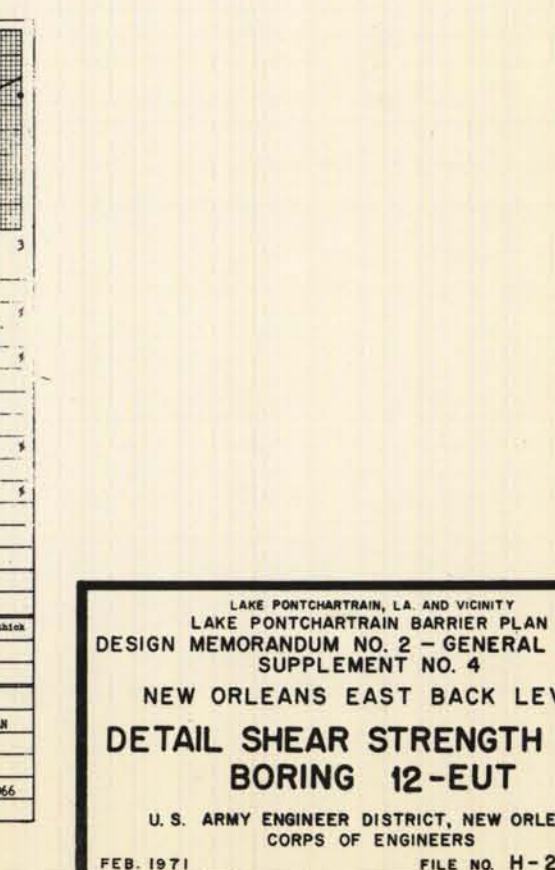 3
%
%
%
%
thick
N
66
LAKE PONTCHARTRAIN, LA. AND VICINITY
LAKE PONTCHARTRAIN BARRIER PLAN
DESIGN MEMORANDUM NO. 2 – GENERAL
SUPPLEMENT NO. 4
NEW ORLEANS EAST BACK LEV
DETAIL SHEAR STRENGTH
BORING 12-EUT
U. S. ARMY ENGINEER DISTRICT, NEW ORLE
CORPS OF ENGINEERS
FEB. 1971 FILE NO. H-2